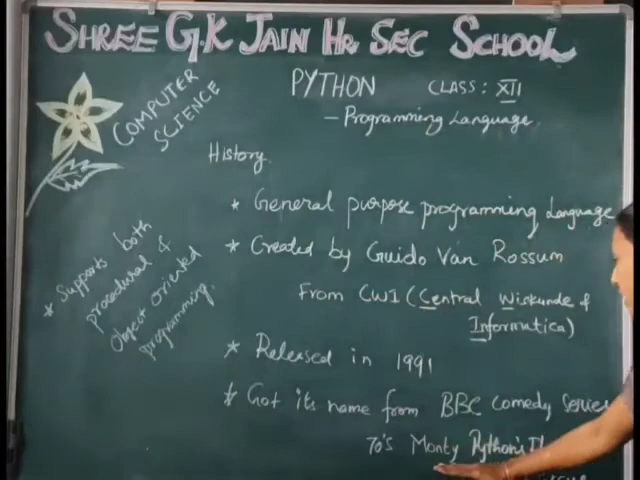 SHREE G.K JAIN HR SEC SCHOOL
COMPUTER
SCIENCE
PYTHON CLASS: XII
- Programming Language.
History.
* General purpose programming Language
* Created by Guido Van Rossum
From CWI (Central Wiskunde &
Informatica)
* Released in 1991
* Got its name from BBC comedy series
70's Monty Python's
* Supports both
procedural &
Object oriented
programming.